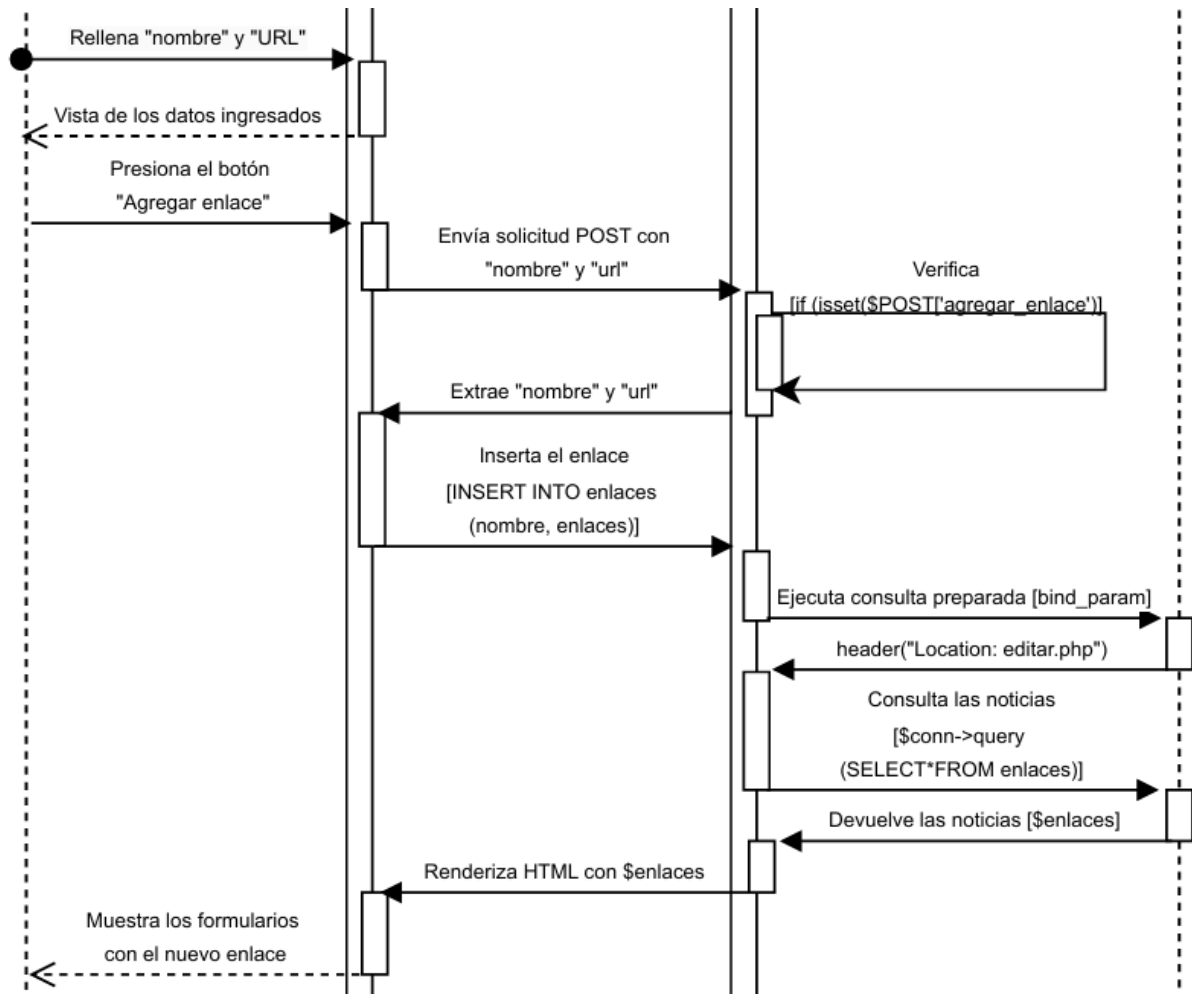 Rellena "nombre" y "URL"
Vista de los datos ingresados
Presiona el botón
"Agregar enlace"
Envía solicitud POST con
"nombre" y "url"
Verifica
[if (isset($POST['agregar_enlace')]
Extrae "nombre" y "url"
Inserta el enlace
[INSERT INTO enlaces
(nombre, enlaces)]
Ejecuta consulta preparada [bind_param]
header("Location: editar.php")
Consulta las noticias
[$conn->query
(SELECT*FROM enlaces)]
Devuelve las noticias [$enlaces]
Renderiza HTML con $enlaces
Muestra los formularios
con el nuevo enlace